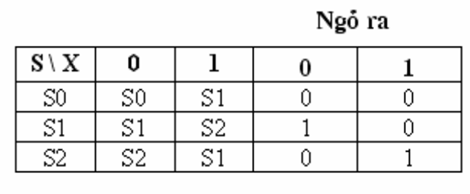 Ngỏ ra
S \ X 0 1 0 1
S0 S0 S1 0 0
S1 S1 S2 1 0
S2 S2 S1 0 1